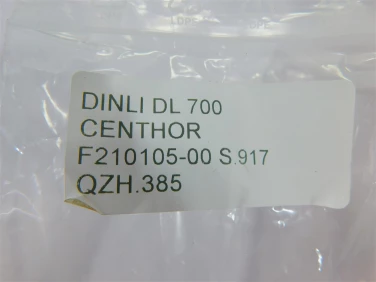 DINLI DL 700
CENTHOR
F210105-00 S.917
QZH.385